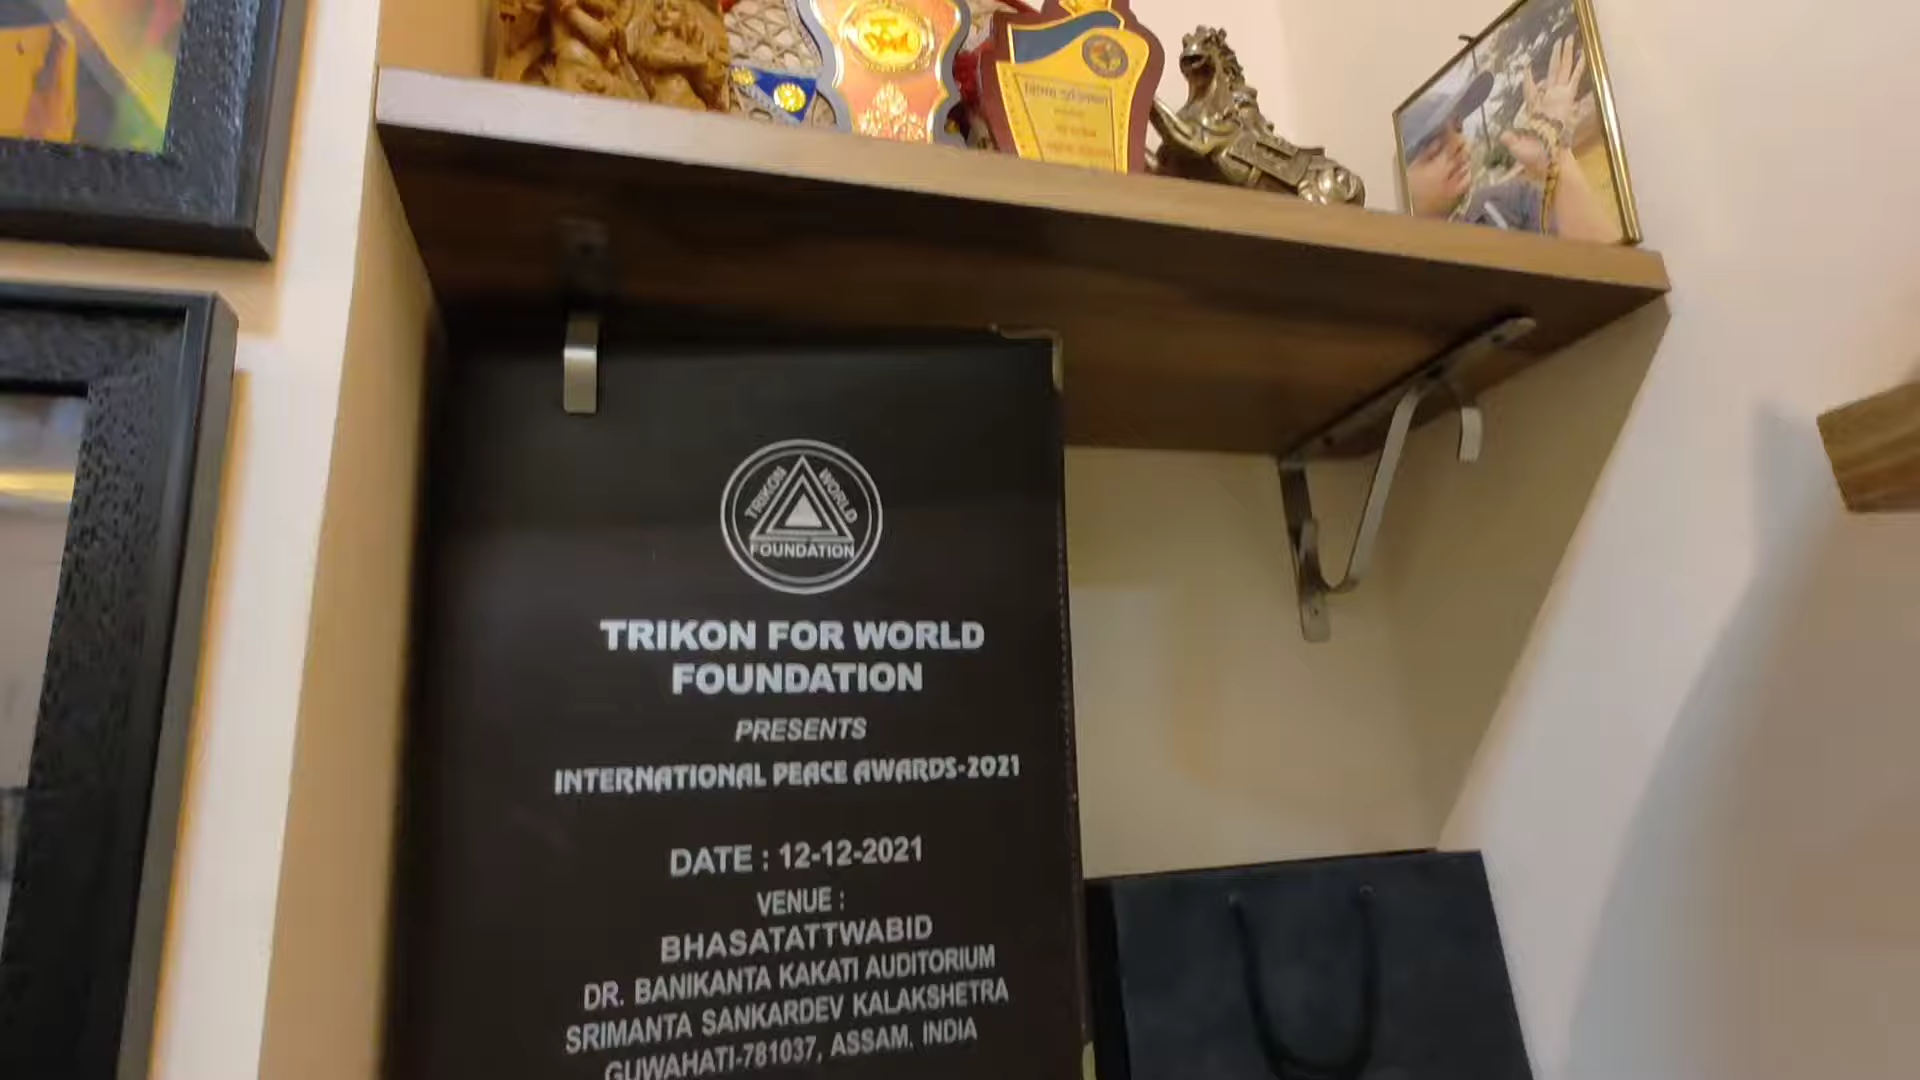 TRIKON WORLD
FOUNDATION
TRIKON FOR WORLD
FOUNDATION
PRESENTS
INTERNATIONAL PEACE AWARDS-2021
DATE : 12-12-2021
VENUE :
BHASATATTWABID
DR. BANIKANTA KAKATI AUDITORIUM
SRIMANTA SANKARDEV KALAKSHETRA
GUWAHATI-781037, ASSAM, INDIA